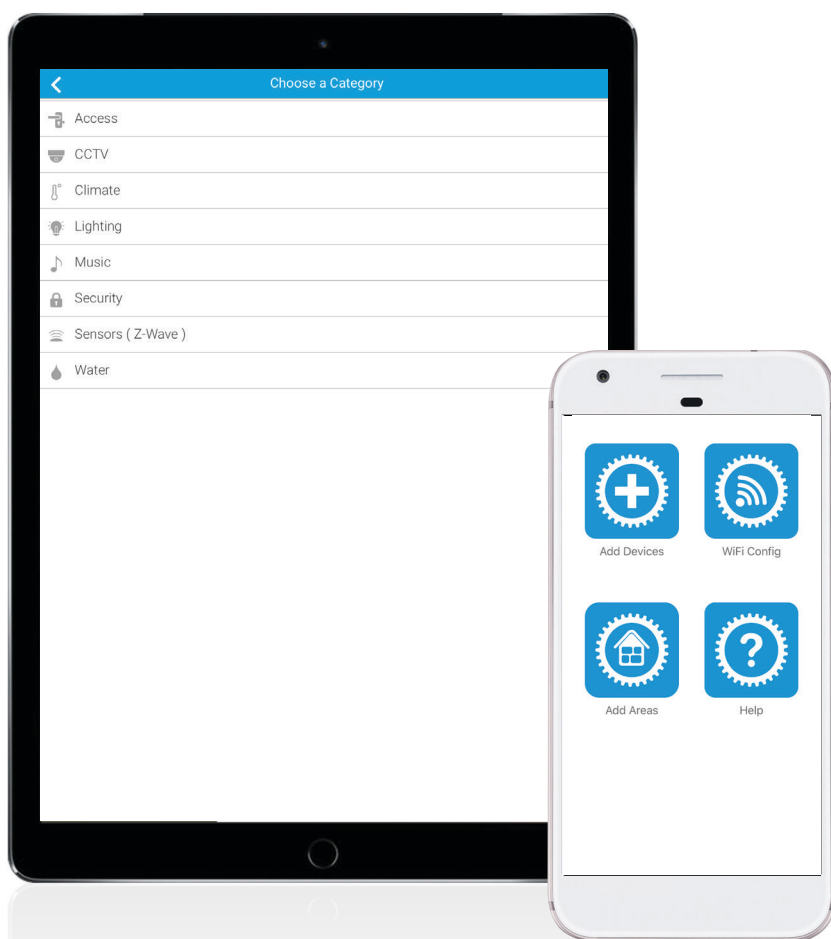 Choose a Category
Access
CCTV
Climate
Lighting
Music
Security
Sensors ( Z-Wave )
Water
Add Devices
WiFi Config
Add Areas
Help